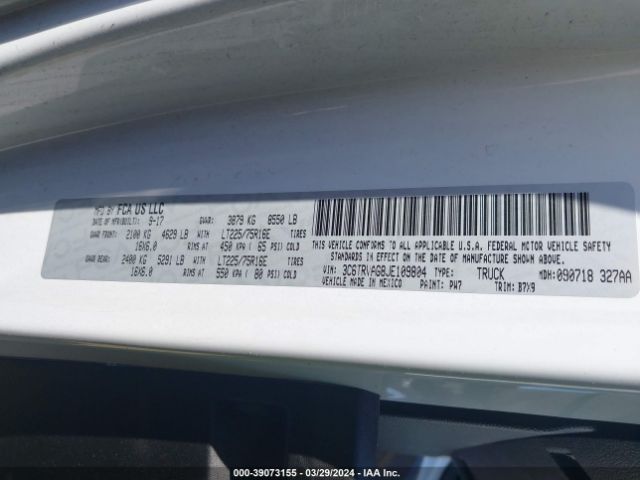 MFD BY FCA US LLC
DATE OF MFR(BUILT): 9-17 GVWR: 3879 KG 8550 LB
GAWR FRONT: 2100 KG 4629 LB WITH LT225/75R16E TIRES
16X6.0 RIMS AT 450 KPA ( 65 PSI) COLD
GAWR REAR: 2400 KG 5291 LB WITH LT225/75R16E TIRES
16X6.0 RIMS AT 550 KPA ( 80 PSI) COLD
THIS VEHICLE CONFORMS TO ALL APPLICABLE U.S.A. FEDERAL MOTOR VEHICLE SAFETY
STANDARDS IN EFFECT ON THE DATE OF MANUFACTURE SHOWN ABOVE.
VIN: 3C6TRVAG8JE109804 TYPE: TRUCK MDH: 090718 327AA
VEHICLE MADE IN MEXICO PAINT: PW7 TRIM: B7X9
000-39073155 - 03/29/2024 - IAA Inc.